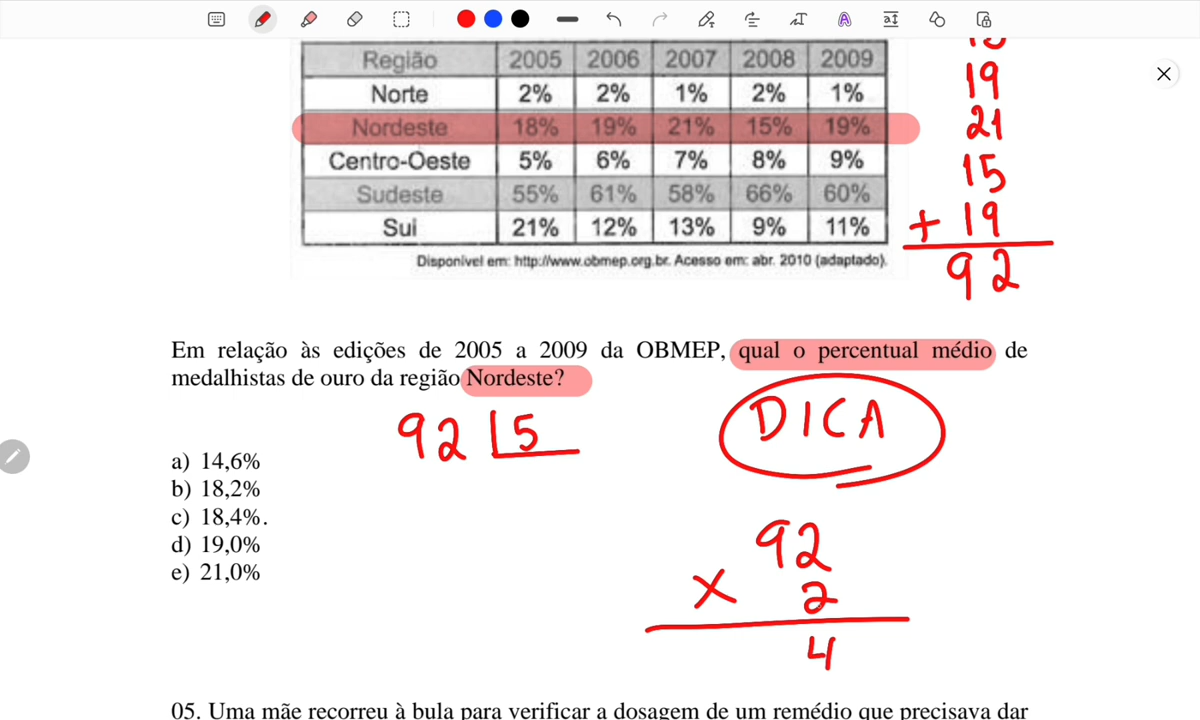 Região 2005 2006 2007 2008 2009
Norte 2% 2% 1% 2% 1%
Nordeste 18% 19% 21% 15% 19%
Centro-Oeste 5% 6% 7% 8% 9%
Sudeste 55% 61% 58% 66% 60%
Sui 21% 12% 13% 9% 11%
Disponível em: http://www.obmep.org.br. Acesso em: abr. 2010 (adaptado).
19
21
15
+ 19
92
Em relação às edições de 2005 a 2009 da OBMEP, qual o percentual médio de
medalhistas de ouro da região Nordeste?
92 5
DICA
a) 14,6%
b) 18,2%
c) 18,4%.
d) 19,0%
e) 21,0%
92
x 2
4
05. Uma mãe recorreu à bula para verificar a dosagem de um remédio que precisava dar